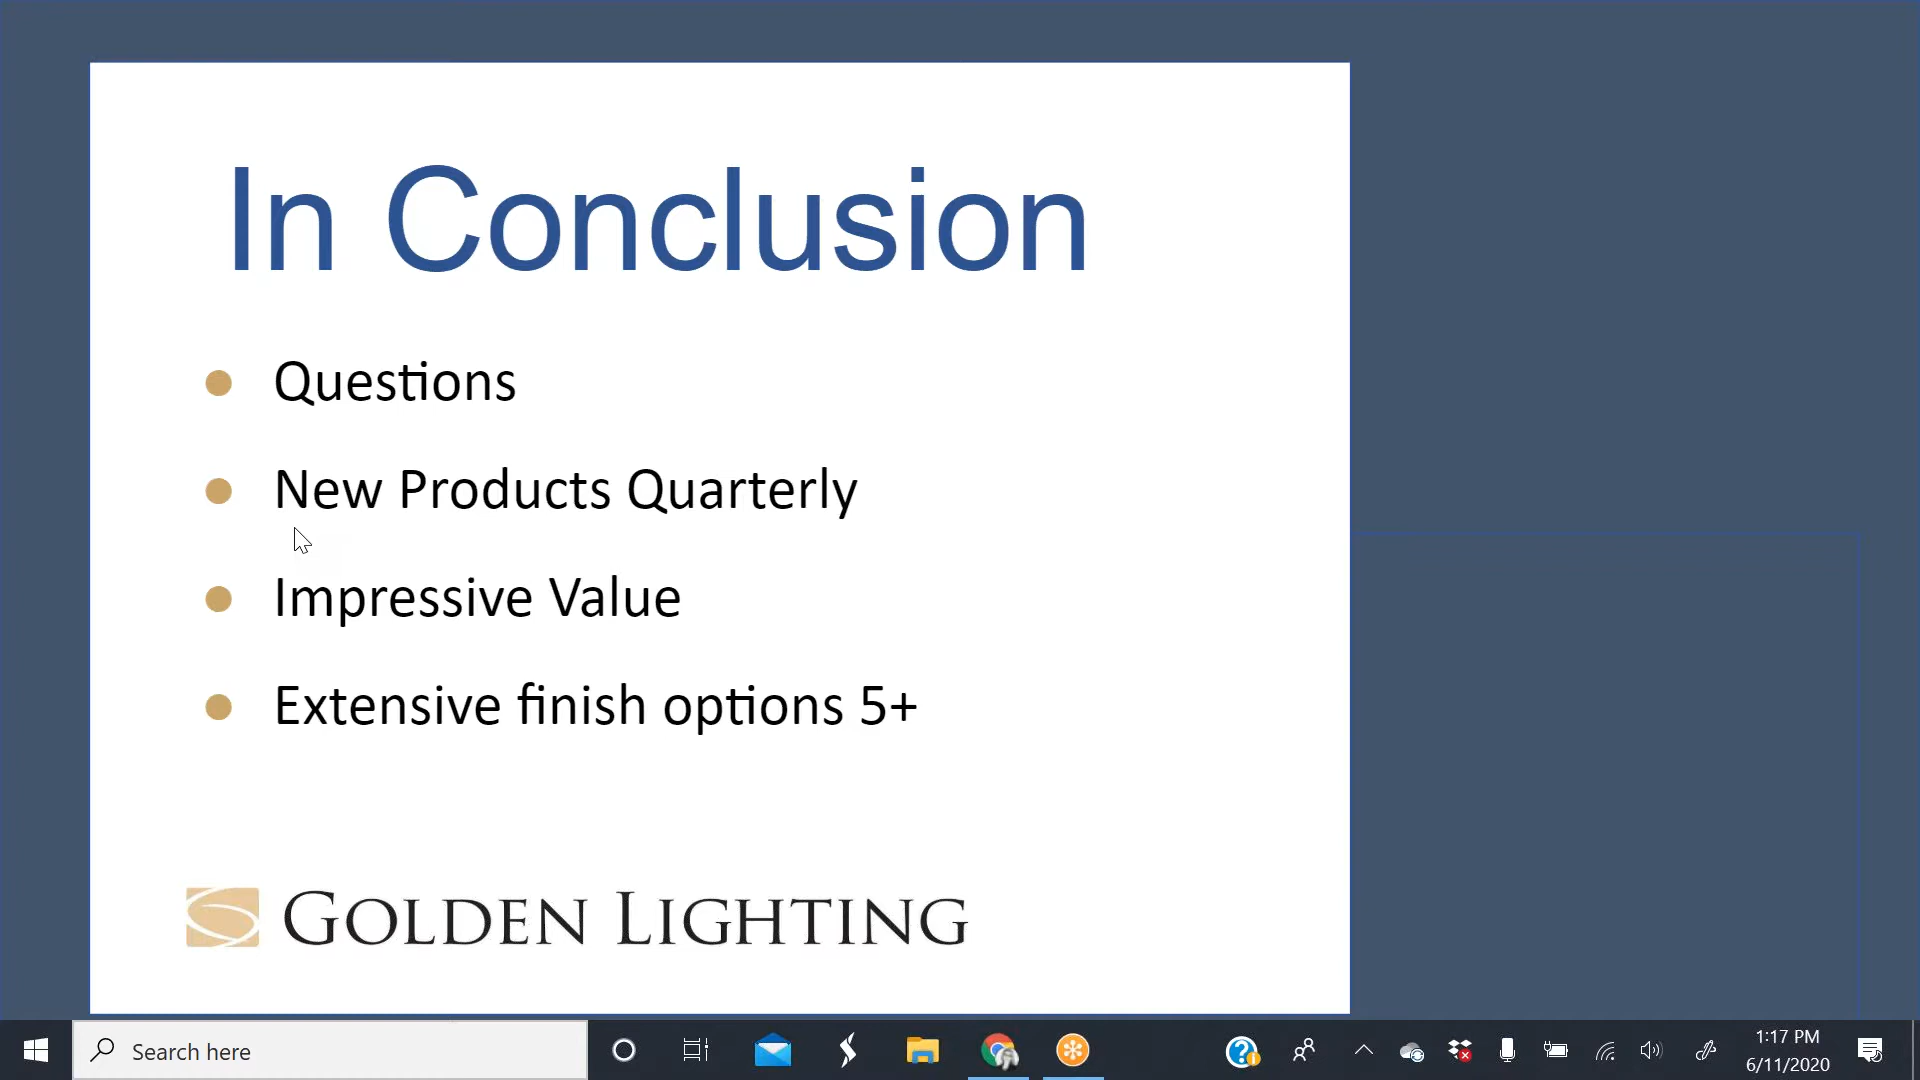 In Conclusion
Questions
New Products Quarterly
Impressive Value
Extensive finish options 5+
GOLDEN LIGHTING
Search here
1:17 PM
6/11/2020